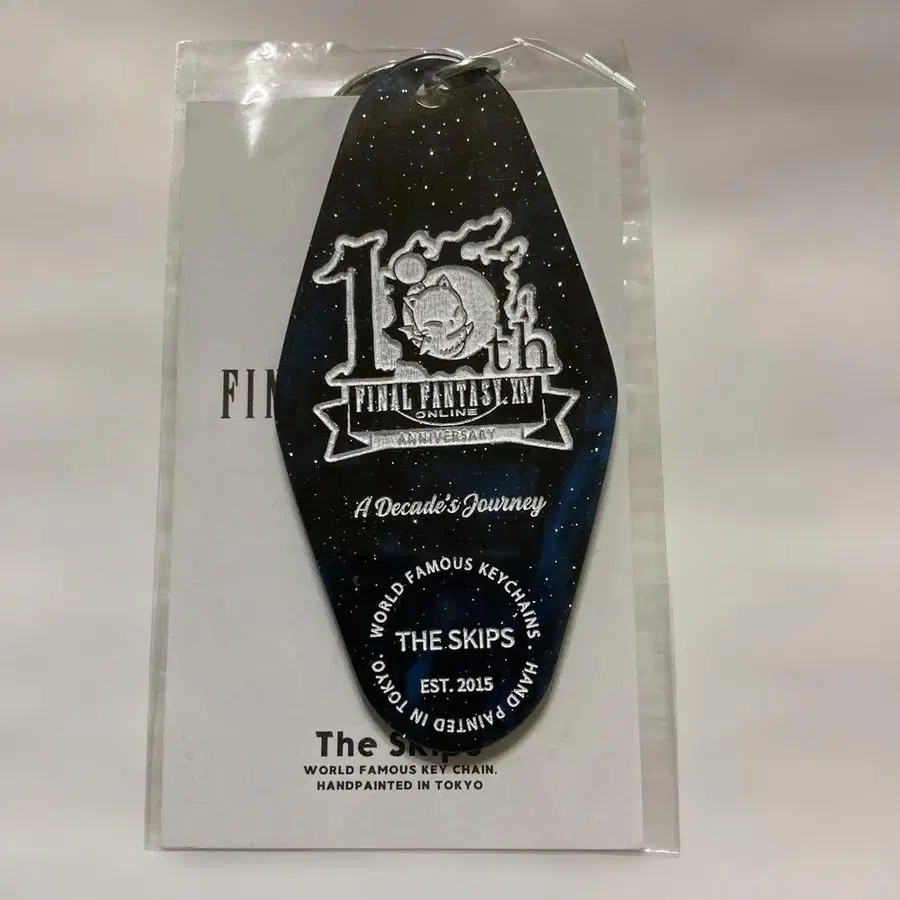 10th
FINAL FANTASY XIV
ONLINE
ANNIVERSARY
FIN
A Decade's Journey
WORLD FAMOUS KEYCHAINS · HAND PAINTED IN TOKYO ·
THE SKIPS
EST. 2015
The Skips
WORLD FAMOUS KEY CHAIN.
HANDPAINTED IN TOKYO